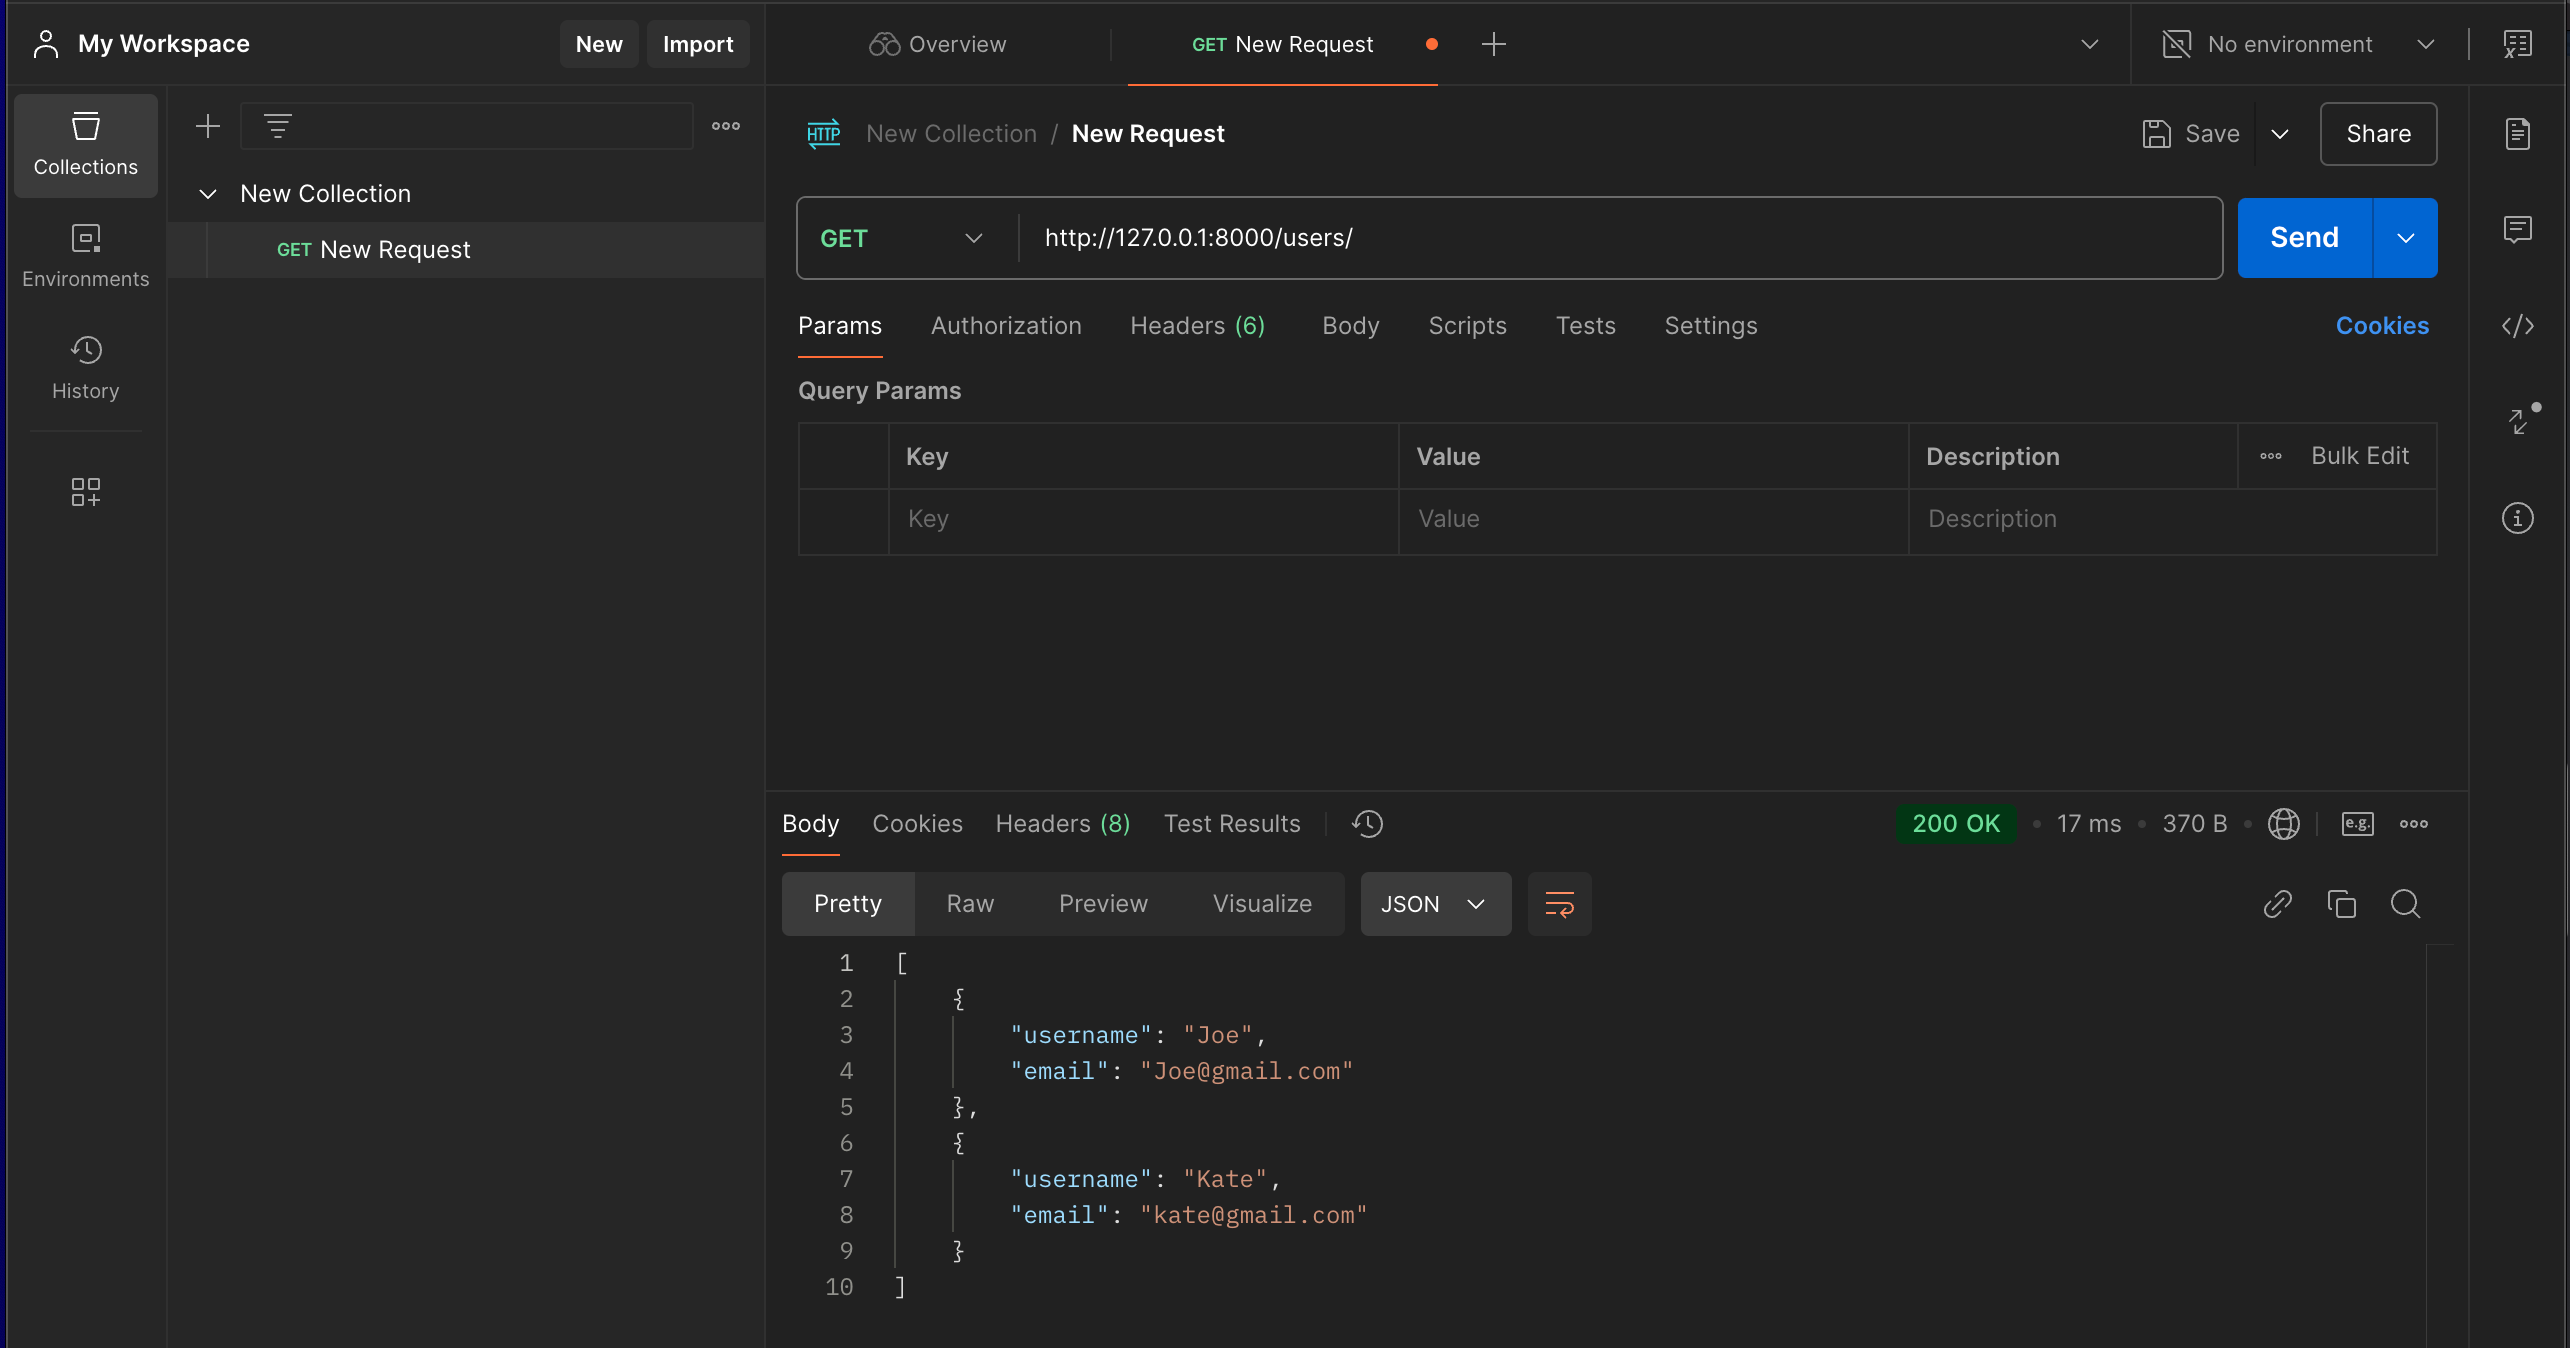 My Workspace New Import
Overview GET New Request No environment
Collections
Environments
History
New Collection
GET New Request
HTTP New Collection / New Request Save Share
GET http://127.0.0.1:8000/users/ Send
Params Authorization Headers (6) Body Scripts Tests Settings Cookies
Query Params
Key Value Description Bulk Edit
Key Value Description
Body Cookies Headers (8) Test Results 200 OK • 17 ms • 370 B • e.g.
Pretty Raw Preview Visualize JSON
1 [
2 {
3 "username": "Joe",
4 "email": "Joe@gmail.com"
5 },
6 {
7 "username": "Kate",
8 "email": "kate@gmail.com"
9 }
10 ]